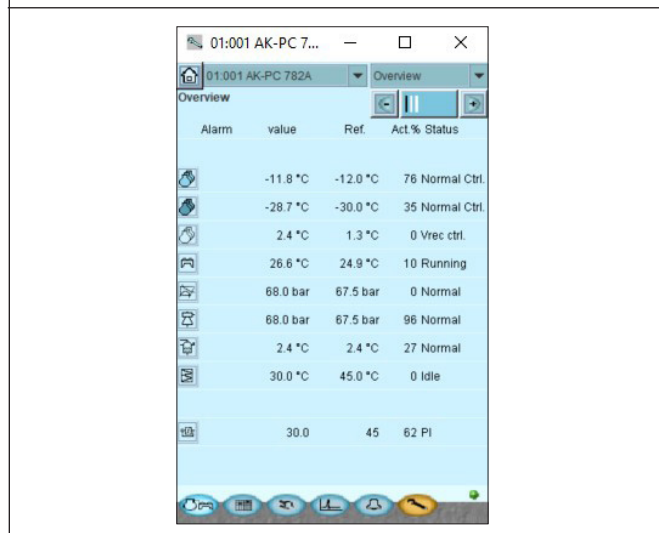 01:001 AK-PC 7...
01:001 AK-PC 782A Overview
Overview
Alarm value Ref. Act.% Status
-11.8 °C -12.0 °C 76 Normal Ctrl.
-28.7 °C -30.0 °C 35 Normal Ctrl.
2.4 °C 1.3 °C 0 Vrec ctrl.
26.6 °C 24.9 °C 10 Running
68.0 bar 67.5 bar 0 Normal
68.0 bar 67.5 bar 96 Normal
2.4 °C 2.4 °C 27 Normal
30.0 °C 45.0 °C 0 Idle
30.0 45 62 PI